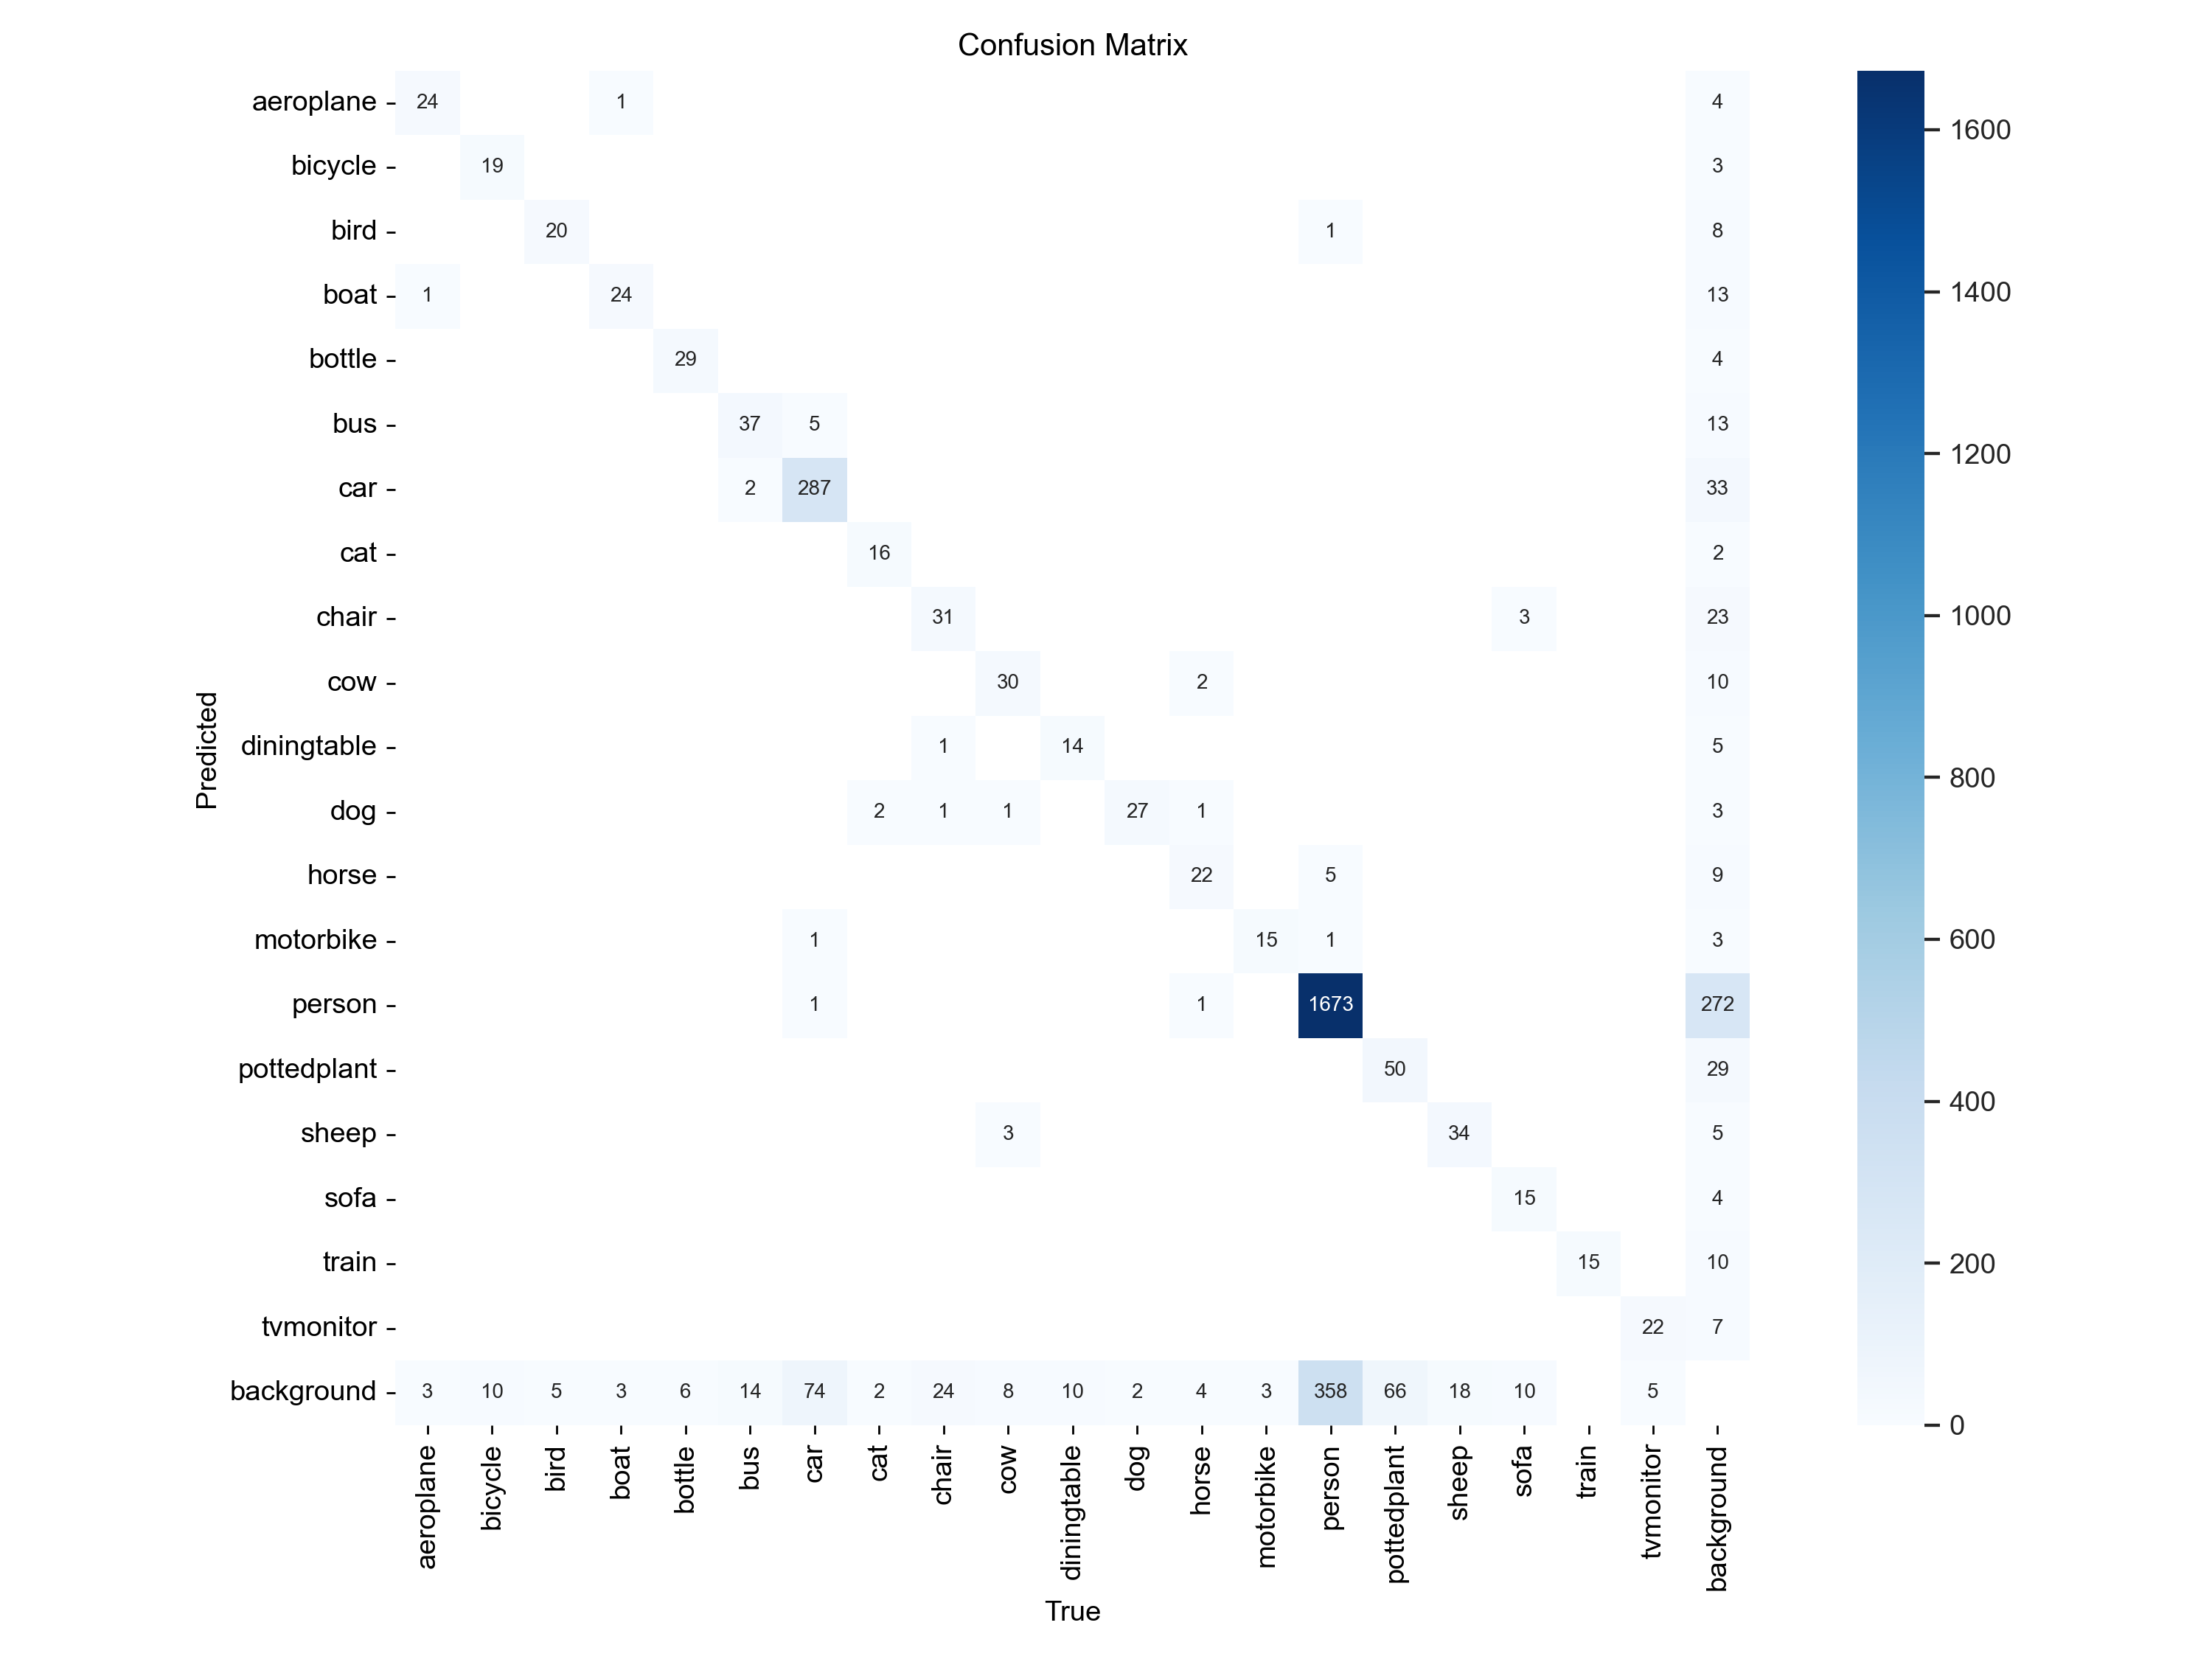 Confusion Matrix
aeroplane 24 1 4
bicycle 19 3
bird 20 1 8
boat 1 24 13
bottle 29 4
bus 37 5 13
car 2 287 33
cat 16 2
chair 31 3 23
cow 30 2 10
diningtable 1 14 5
dog 2 1 1 27 1 3
horse 22 5 9
motorbike 1 15 1 3
person 1 1 1673 272
pottedplant 50 29
sheep 3 34 5
sofa 15 4
train 15 10
tvmonitor 22 7
background 3 10 5 3 6 14 74 2 24 8 10 2 4 3 358 66 18 10 5
aeroplane bicycle bird boat bottle bus car cat chair cow diningtable dog horse motorbike person pottedplant sheep sofa train tvmonitor background
True
Predicted
1600
1400
1200
1000
800
600
400
200
0